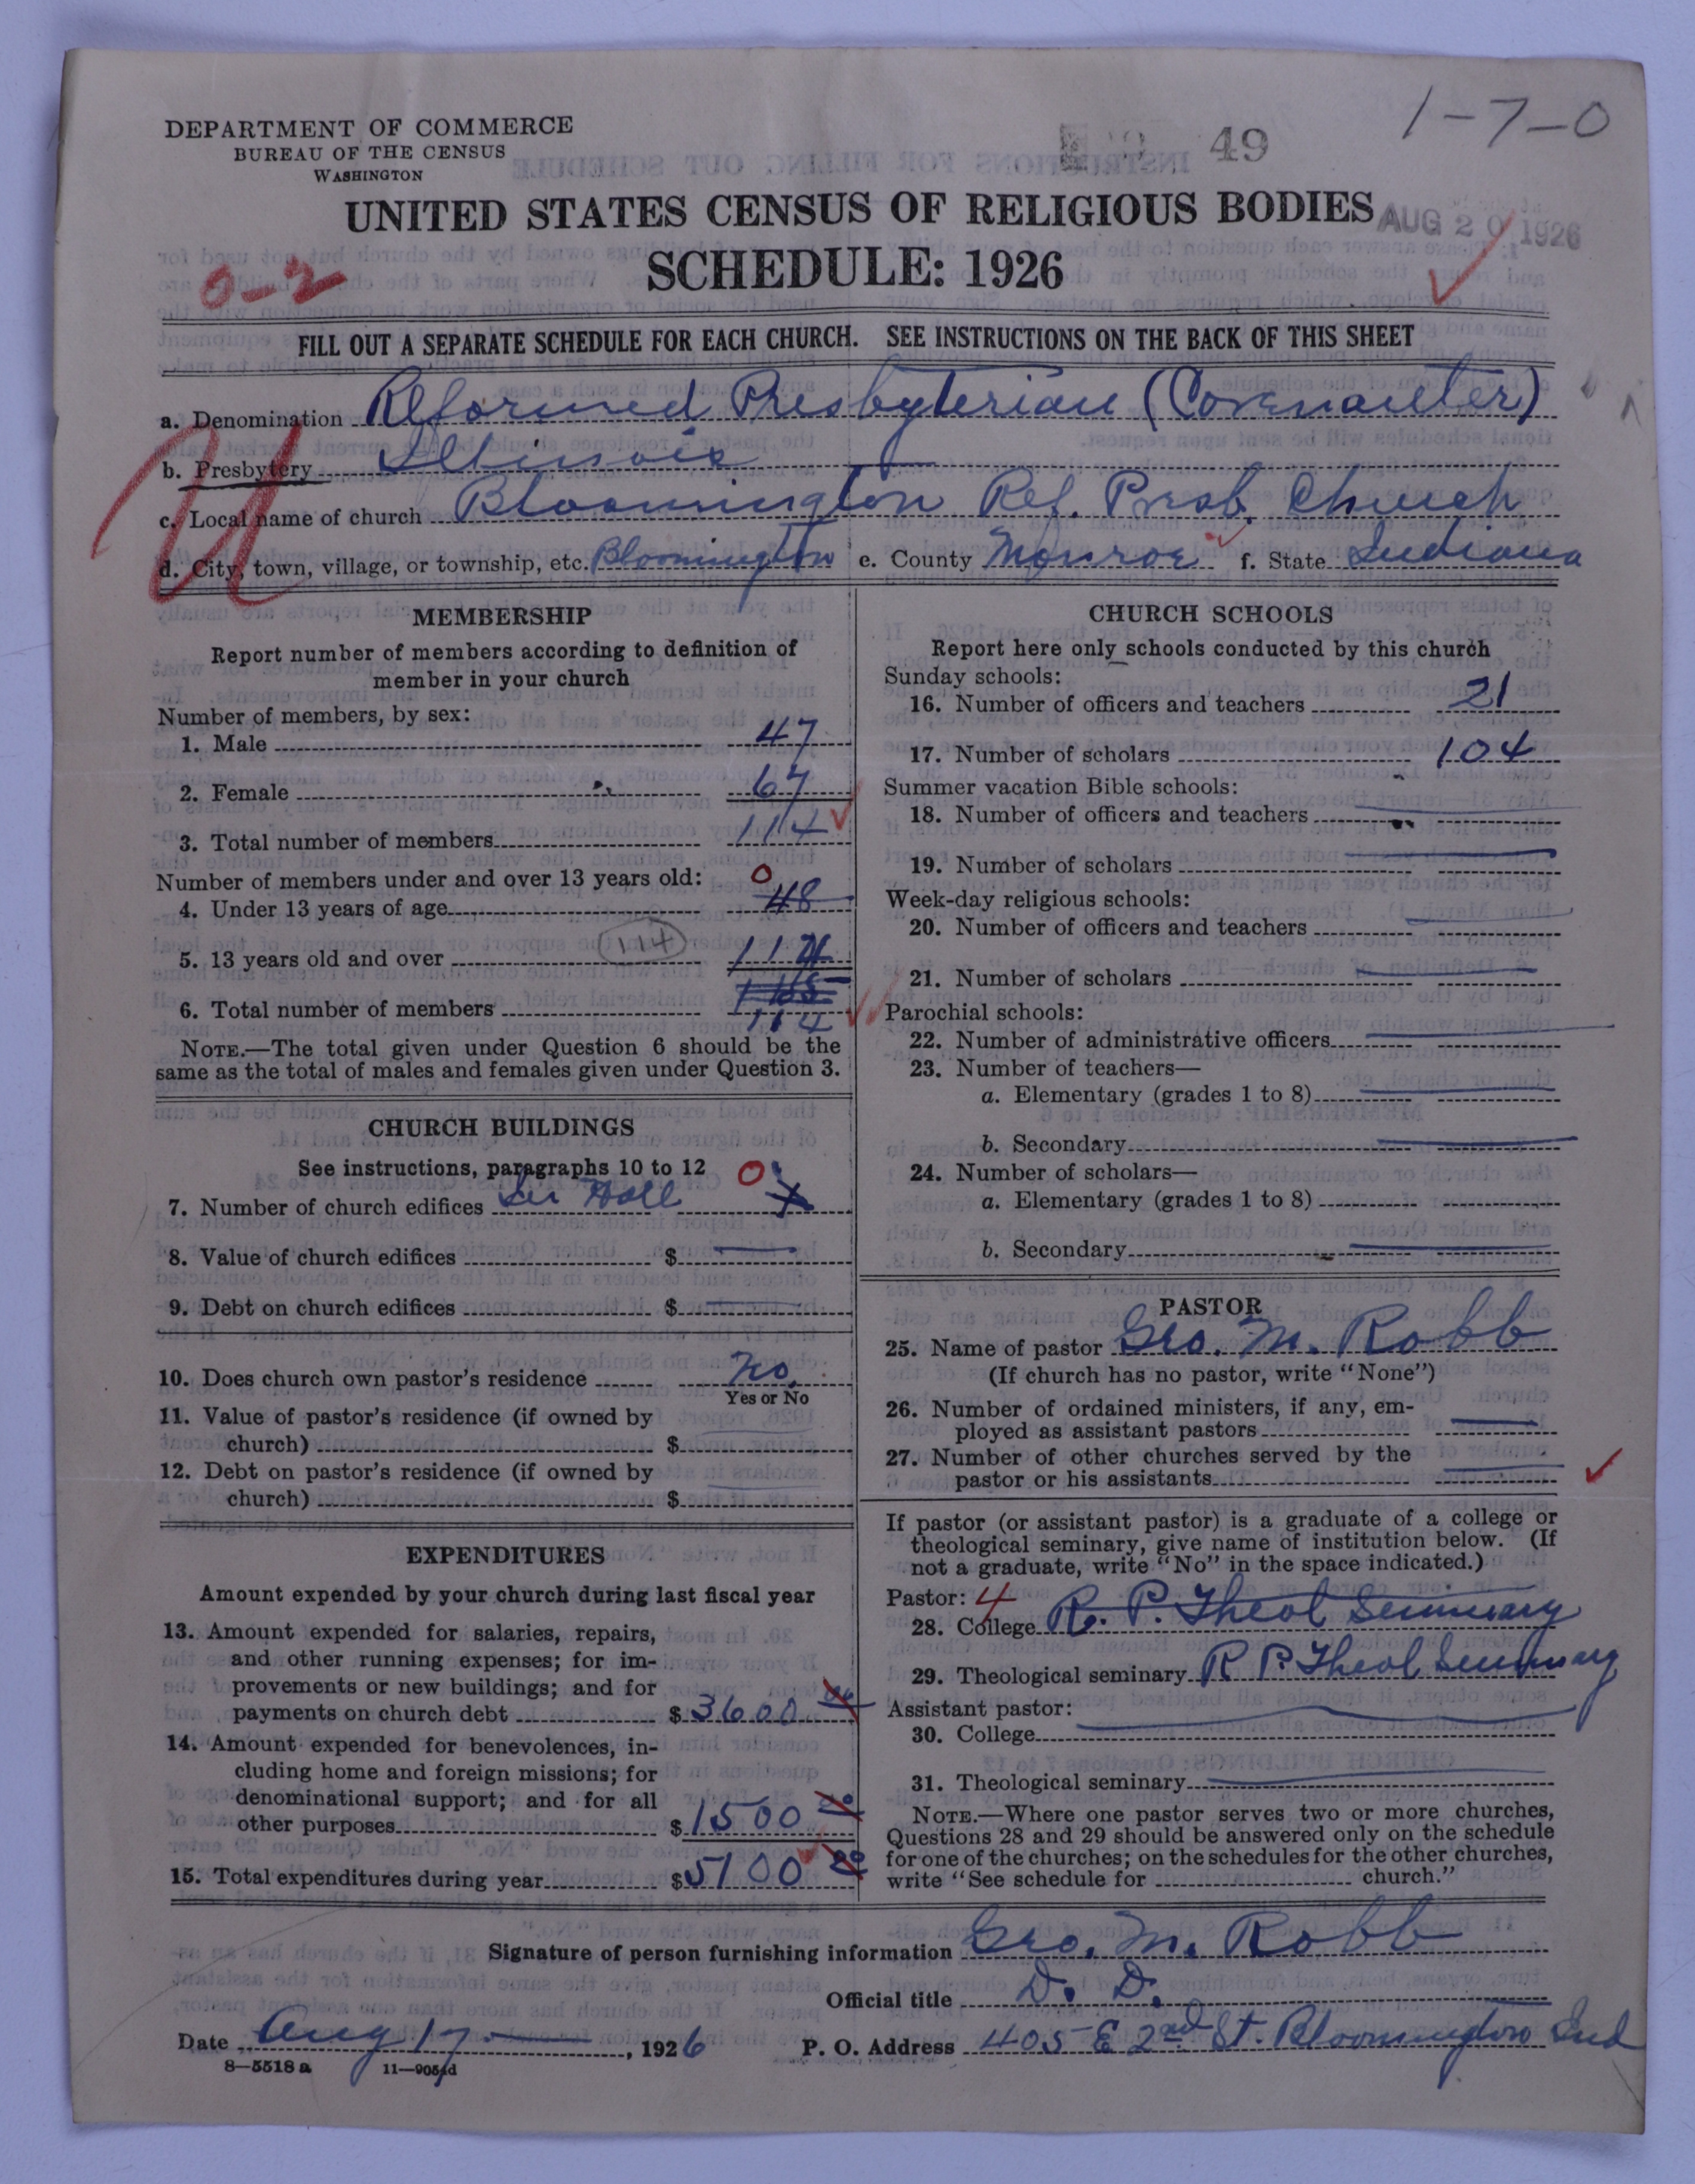 DEPARTMENT OF COMMERCE
BUREAU OF THE CENSUS
WASHINGTON
49
1-7-0
UNITED STATES CENSUS OF RELIGIOUS BODIES
AUG 20 1926
SCHEDULE: 1926
0-2
FILL OUT A SEPARATE SCHEDULE FOR EACH CHURCH. SEE INSTRUCTIONS ON THE BACK OF THIS SHEET
a. Denomination Reformed Presbyterian (Covenanter)
b. Presbytery Illinois
c. Local name of church Bloomington Ref. Presb. Church
d. City, town, village, or township, etc. Bloomington e. County Monroe f. State Indiana
MEMBERSHIP
Report number of members according to definition of
member in your church
Number of members, by sex:
1. Male 47
2. Female 67
3. Total number of members 114
Number of members under and over 13 years old: 0
4. Under 13 years of age 48
5. 13 years old and over (114) 114
165
6. Total number of members 114
NOTE.—The total given under Question 6 should be the
same as the total of males and females given under Question 3.
CHURCH BUILDINGS
See instructions, paragraphs 10 to 12 0
7. Number of church edifices Hall
8. Value of church edifices $
9. Debt on church edifices $
10. Does church own pastor's residence No.
Yes or No
11. Value of pastor's residence (if owned by
church) $
12. Debt on pastor's residence (if owned by
church) $
EXPENDITURES
Amount expended by your church during last fiscal year
13. Amount expended for salaries, repairs,
and other running expenses; for im-
provements or new buildings; and for
payments on church debt $ 3600 00
14. Amount expended for benevolences, in-
cluding home and foreign missions; for
denominational support; and for all
other purposes $ 1500 00
15. Total expenditures during year $ 5100 00
CHURCH SCHOOLS
Report here only schools conducted by this church
Sunday schools:
16. Number of officers and teachers 21
17. Number of scholars 104
Summer vacation Bible schools:
18. Number of officers and teachers
19. Number of scholars
Week-day religious schools:
20. Number of officers and teachers
21. Number of scholars
Parochial schools:
22. Number of administrative officers
23. Number of teachers—
a. Elementary (grades 1 to 8)
b. Secondary
24. Number of scholars—
a. Elementary (grades 1 to 8)
b. Secondary
PASTOR
25. Name of pastor Geo. M. Robb
(If church has no pastor, write "None")
26. Number of ordained ministers, if any, em-
ployed as assistant pastors
27. Number of other churches served by the
pastor or his assistants
If pastor (or assistant pastor) is a graduate of a college or
theological seminary, give name of institution below. (If
not a graduate, write "No" in the space indicated.)
Pastor: 4
28. College R. P. Theol Seminary
29. Theological seminary R P. Theol Seminary
Assistant pastor:
30. College
31. Theological seminary
NOTE.—Where one pastor serves two or more churches,
Questions 28 and 29 should be answered only on the schedule
for one of the churches; on the schedules for the other churches,
write "See schedule for church."
Signature of person furnishing information Geo. M. Robb
Official title D. D.
Date Aug 17, 1926 P. O. Address 405 E 2nd St. Bloomington Ind
8-5518 a 11-9054d